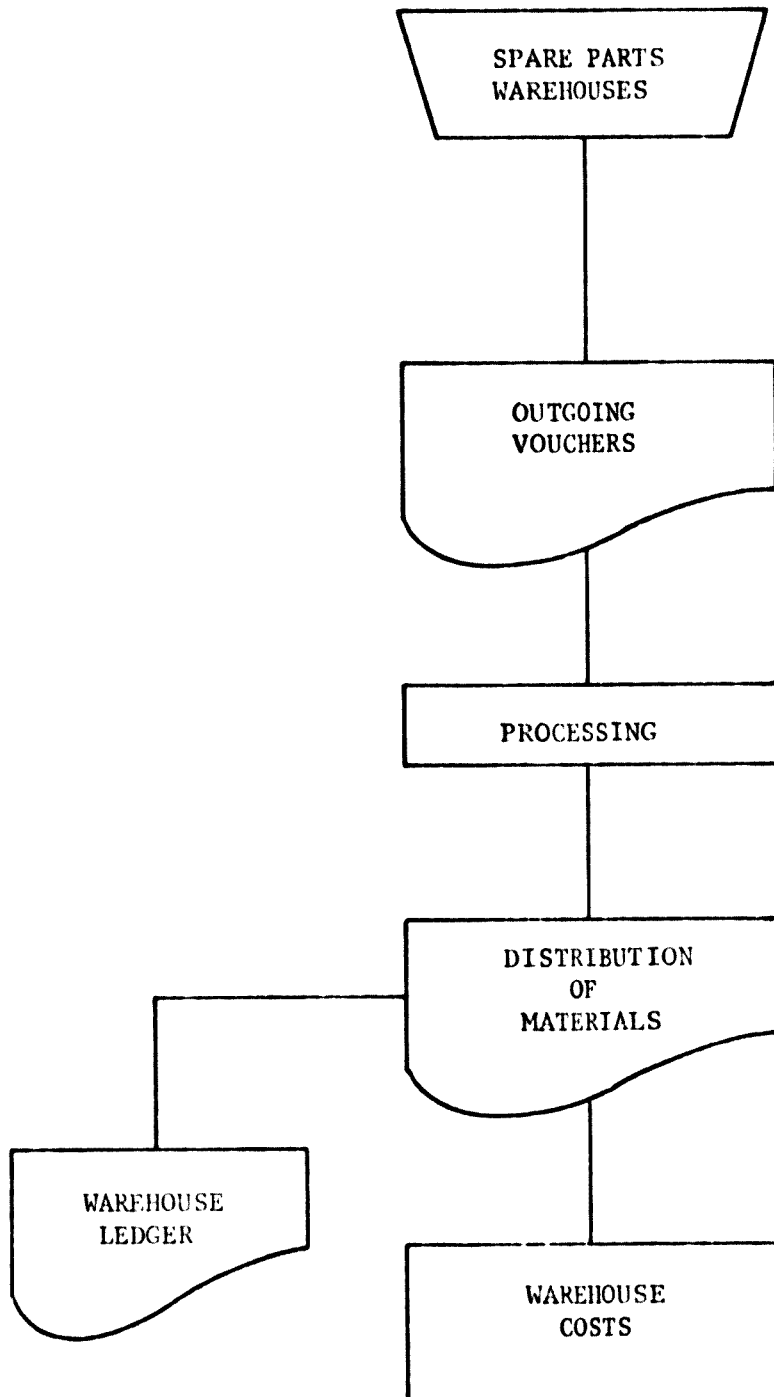 SPARE PARTS
WAREHOUSES
OUTGOING
VOUCHERS
PROCESSING
DISTRIBUTION
OF
MATERIALS
WAREHOUSE
LEDGER
WAREHOUSE
COSTS